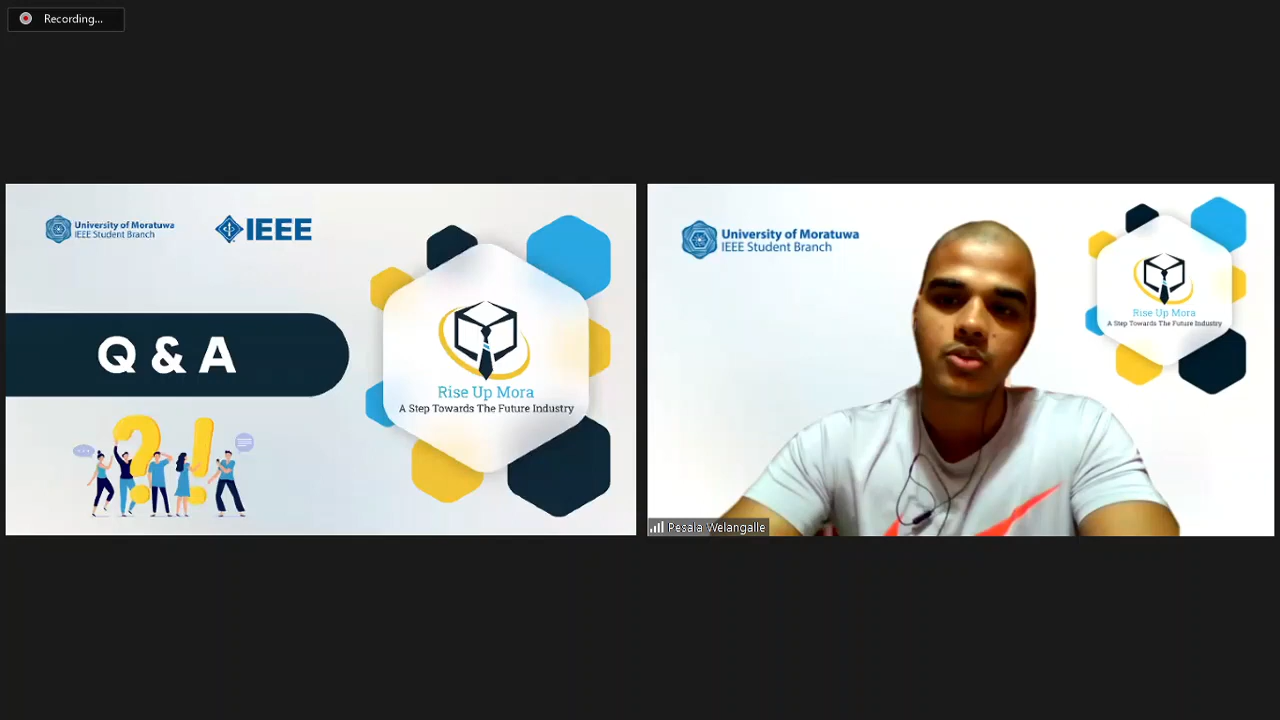 Recording...
University of Moratuwa
IEEE Student Branch
IEEE
Q & A
?!
Rise Up Mora
A Step Towards The Future Industry
University of Moratuwa
IEEE Student Branch
Rise Up Mora
A Step Towards The Future Industry
Pesala Welangalle